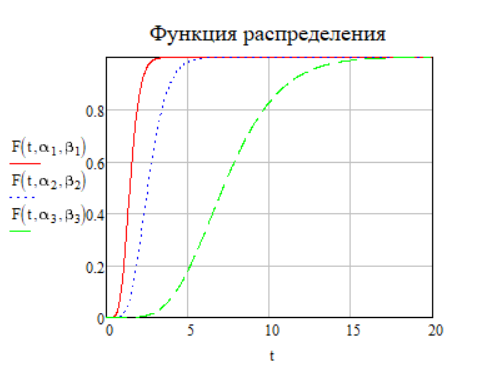 Функция распределения
F(t,α₁,β₁)
F(t,α₂,β₂)
F(t,α₃,β₃)
0.8
0.6
0.4
0.2
0
0 5 10 15 20
t